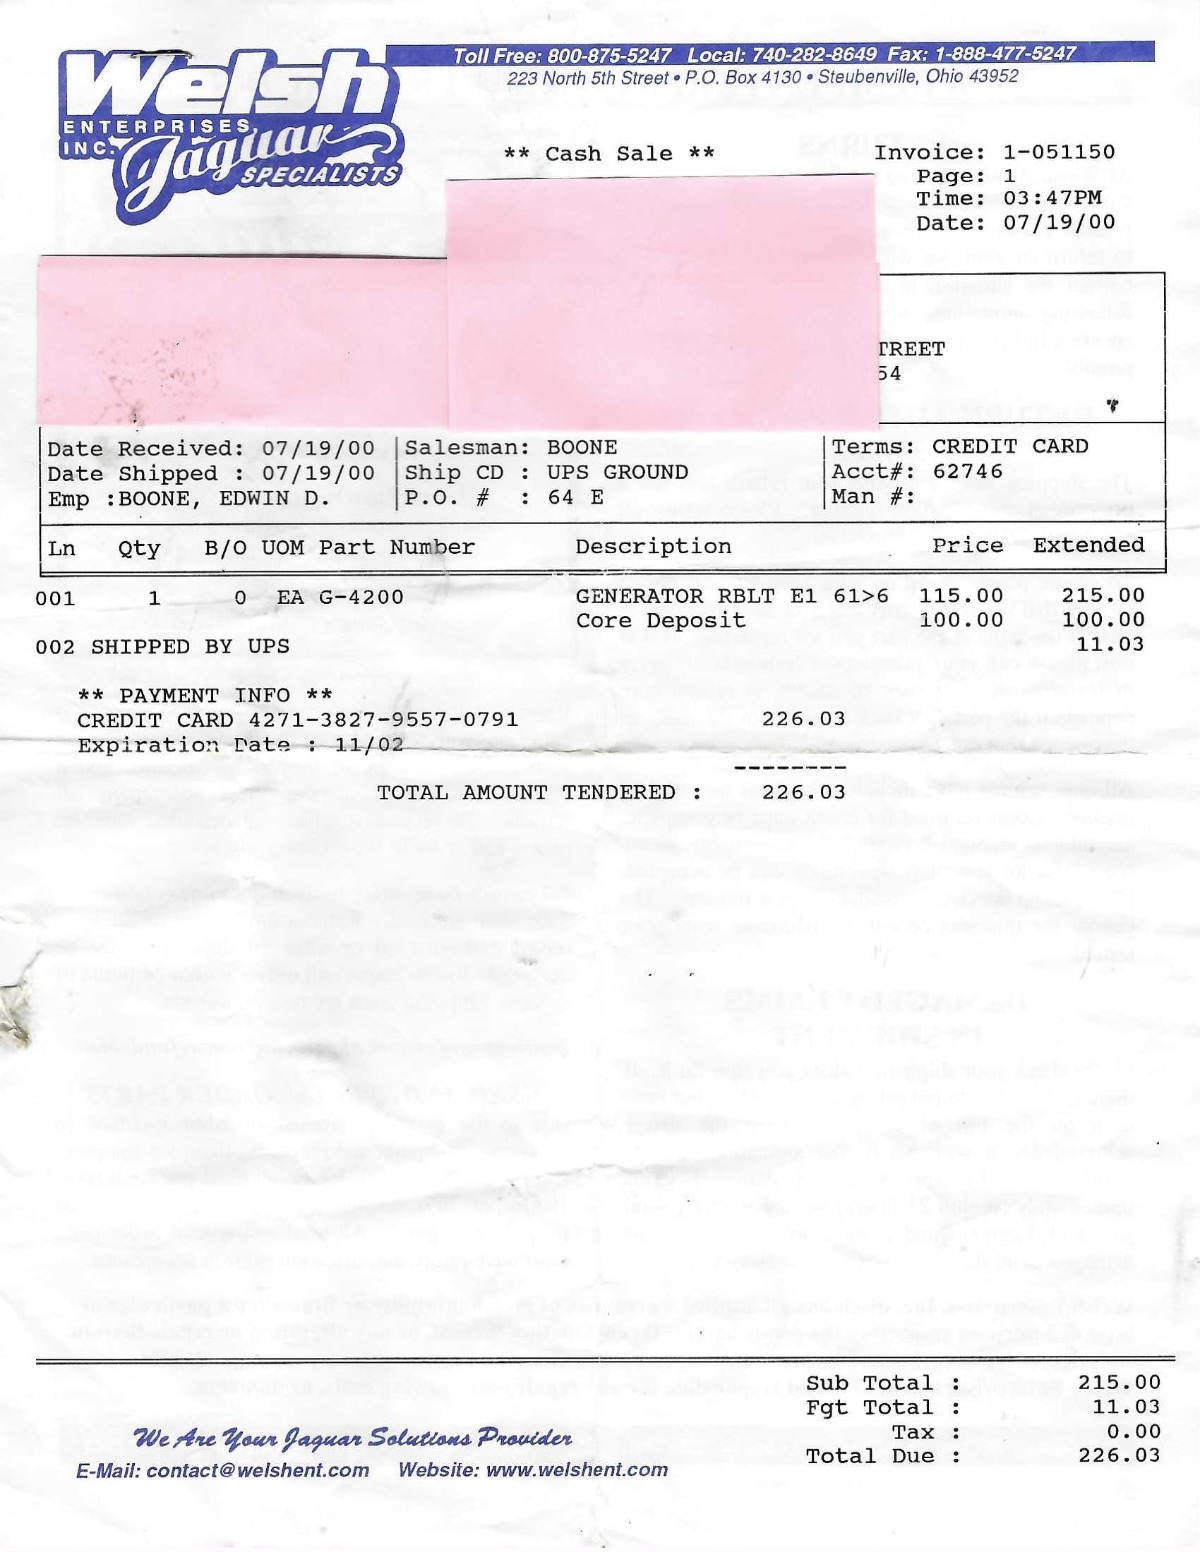 Welsh
ENTERPRISES, INC.
Jaguar SPECIALISTS
Toll Free: 800-875-5247 Local: 740-282-8649 Fax: 1-888-477-5247
223 North 5th Street • P.O. Box 4130 • Steubenville, Ohio 43952
** Cash Sale ** Invoice: 1-051150
Page: 1
Time: 03:47PM
Date: 07/19/00
TREET
54
Date Received: 07/19/00 Salesman: BOONE Terms: CREDIT CARD
Date Shipped : 07/19/00 Ship CD : UPS GROUND Acct#: 62746
Emp :BOONE, EDWIN D. P.O. # : 64 E Man #:
Ln Qty B/O UOM Part Number Description Price Extended
001 1 0 EA G-4200 GENERATOR RBLT E1 61>6 115.00 215.00
Core Deposit 100.00 100.00
002 SHIPPED BY UPS 11.03
** PAYMENT INFO **
CREDIT CARD 4271-3827-9557-0791 226.03
Expiration Date : 11/02
--------
TOTAL AMOUNT TENDERED : 226.03
Sub Total : 215.00
Fgt Total : 11.03
Tax : 0.00
Total Due : 226.03
We Are Your Jaguar Solutions Provider
E-Mail: contact@welshent.com Website: www.welshent.com